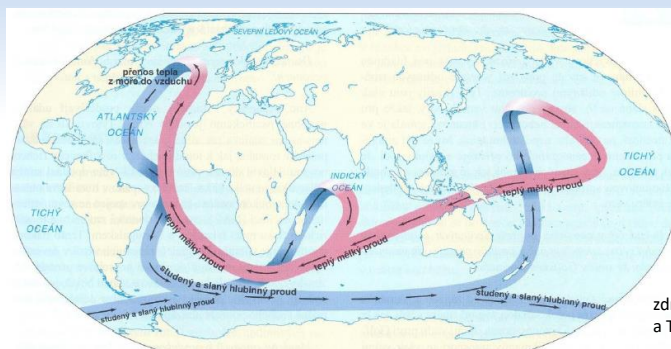 SEVERNÍ LEDOVÝ OCEÁN
přenos tepla
z moře do vzduchu
ATLANTSKÝ
OCEÁN
INDICKÝ
OCEÁN
TICHÝ
OCEÁN
TICHÝ
OCEÁN
teplý mělký proud
teplý mělký proud
teplý mělký proud
studený a slaný hlubinný proud
studený a slaný hlubinný proud
studený a slaný hlubinný proud
zd
a T